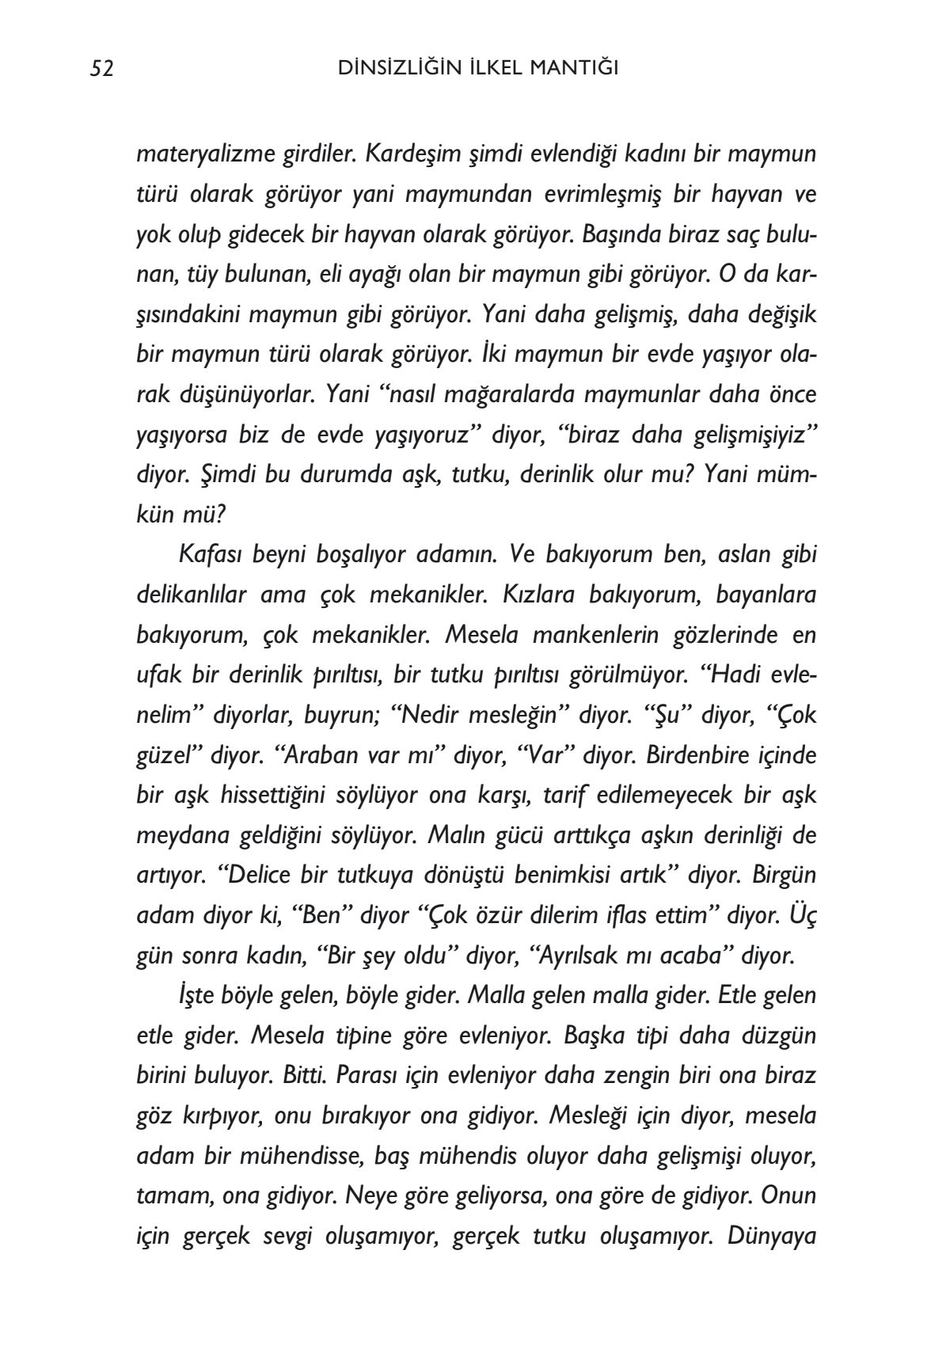 52
DİNSİZLİĞİN İLKEL MANTIĞI
materyalizme girdiler. Kardeşim şimdi evlendiği kadını bir maymun
türü olarak görüyor yani maymundan evrimleşmiş bir hayvan ve
yok olup gidecek bir hayvan olarak görüyor. Başında biraz saç bulu-
nan, tüy bulunan, eli ayağı olan bir maymun gibi görüyor. O da kar-
şısındakini maymun gibi görüyor. Yani daha gelişmiş, daha değişik
bir maymun türü olarak görüyor. İki maymun bir evde yaşıyor ola-
rak düşünüyorlar. Yani “nasıl mağaralarda maymunlar daha önce
yaşıyorsa biz de evde yaşıyoruz” diyor, “biraz daha gelişmişiyiz”
diyor. Şimdi bu durumda aşk, tutku, derinlik olur mu? Yani müm-
kün mü?
Kafası beyni boşalıyor adamın. Ve bakıyorum ben, aslan gibi
delikanlılar ama çok mekanikler. Kızlara bakıyorum, bayanlara
bakıyorum, çok mekanikler. Mesela mankenlerin gözlerinde en
ufak bir derinlik pırıltısı, bir tutku pırıltısı görülmüyor. “Hadi evle-
nelim” diyorlar, buyrun; “Nedir mesleğin” diyor. “Şu” diyor, “Çok
güzel” diyor. “Araban var mı” diyor, “Var” diyor. Birdenbire içinde
bir aşk hissettiğini söylüyor ona karşı, tarif edilemeyecek bir aşk
meydana geldiğini söylüyor. Malın gücü arttıkça aşkın derinliği de
artıyor. “Delice bir tutkuya dönüştü benimkisi artık” diyor. Birgün
adam diyor ki, “Ben” diyor “Çok özür dilerim iflas ettim” diyor. Üç
gün sonra kadın, “Bir şey oldu” diyor, “Ayrılsak mı acaba” diyor.
İşte böyle gelen, böyle gider. Malla gelen malla gider. Etle gelen
etle gider. Mesela tipine göre evleniyor. Başka tipi daha düzgün
birini buluyor. Bitti. Parası için evleniyor daha zengin biri ona biraz
göz kırpıyor, onu bırakıyor ona gidiyor. Mesleği için diyor, mesela
adam bir mühendisse, baş mühendis oluyor daha gelişmişi oluyor,
tamam, ona gidiyor. Neye göre geliyorsa, ona göre de gidiyor. Onun
için gerçek sevgi oluşamıyor, gerçek tutku oluşamıyor. Dünyaya